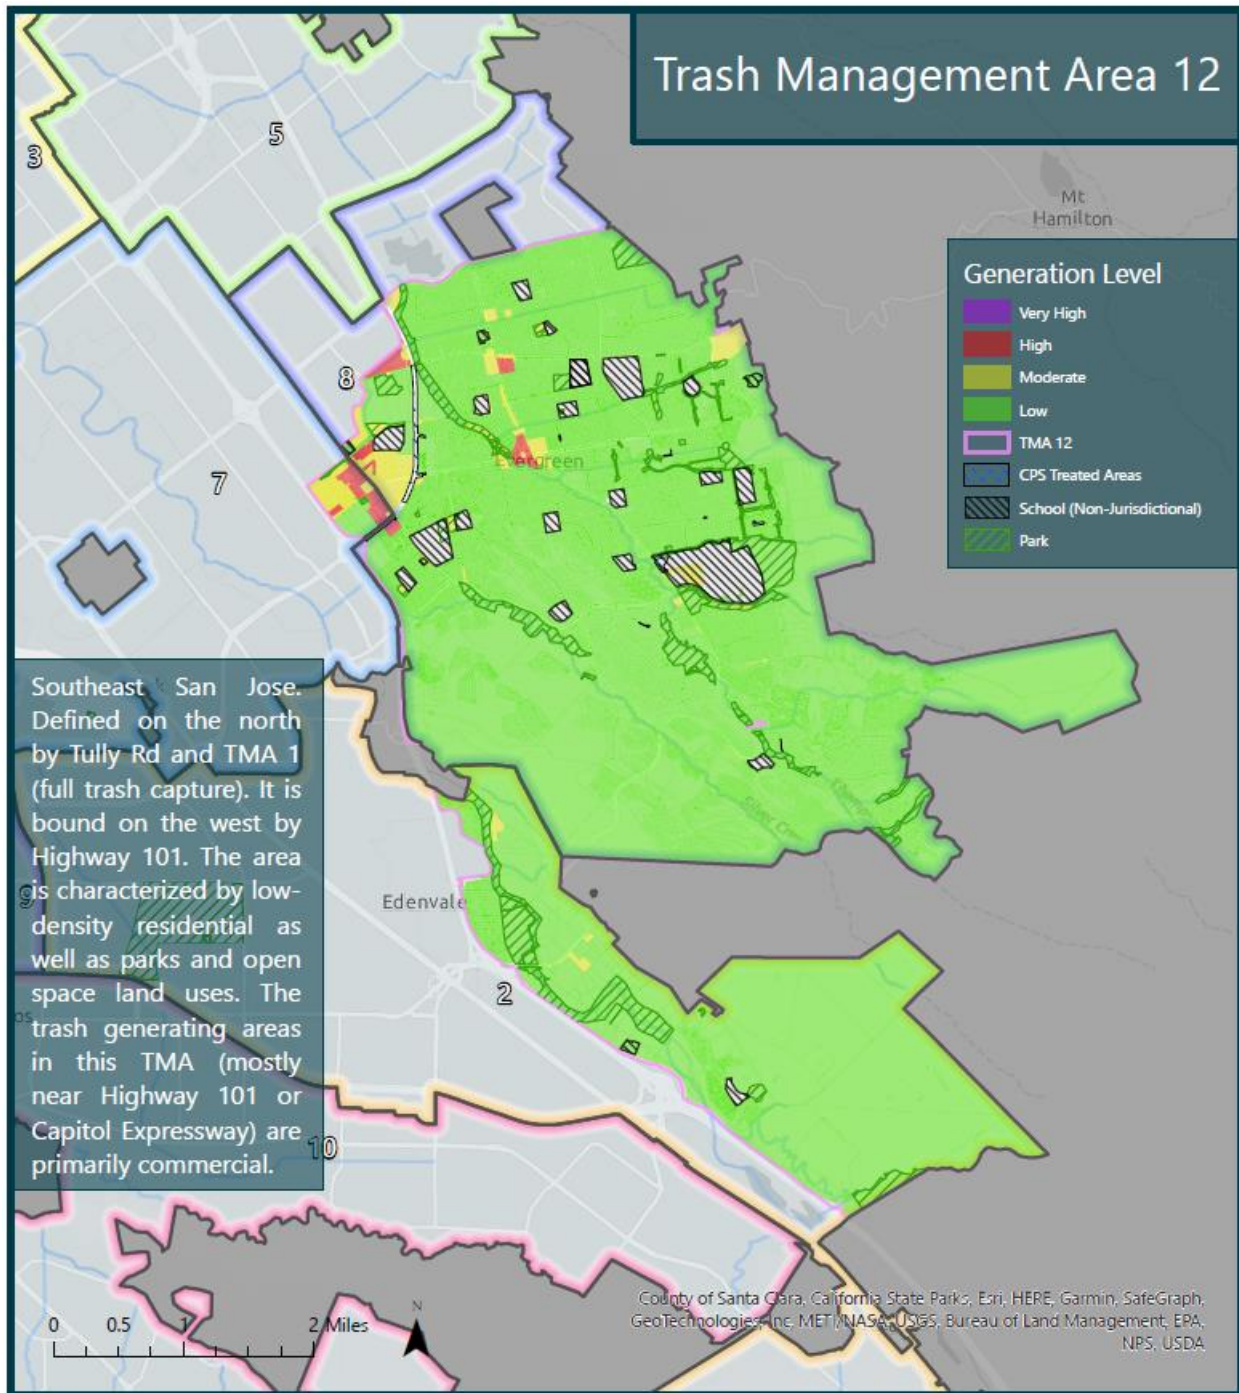 Trash Management Area 12
5
3
Mt
Hamilton
Generation Level
Very High
High
Moderate
Low
TMA 12
CPS Treated Areas
School (Non-Jurisdictional)
Park
8
Evergreen
7
Southeast San Jose.
Defined on the north
by Tully Rd and TMA 1
(full trash capture). It is
bound on the west by
Highway 101. The area
is characterized by low-
density residential as
well as parks and open
space land uses. The
trash generating areas
in this TMA (mostly
near Highway 101 or
Capitol Expressway) are
primarily commercial.
9
Edenvale
2
10
0 0.5 1 2 Miles
N
County of Santa Clara, California State Parks, Esri, HERE, Garmin, SafeGraph,
GeoTechnologies, Inc, METI/NASA, USGS, Bureau of Land Management, EPA,
NPS, USDA